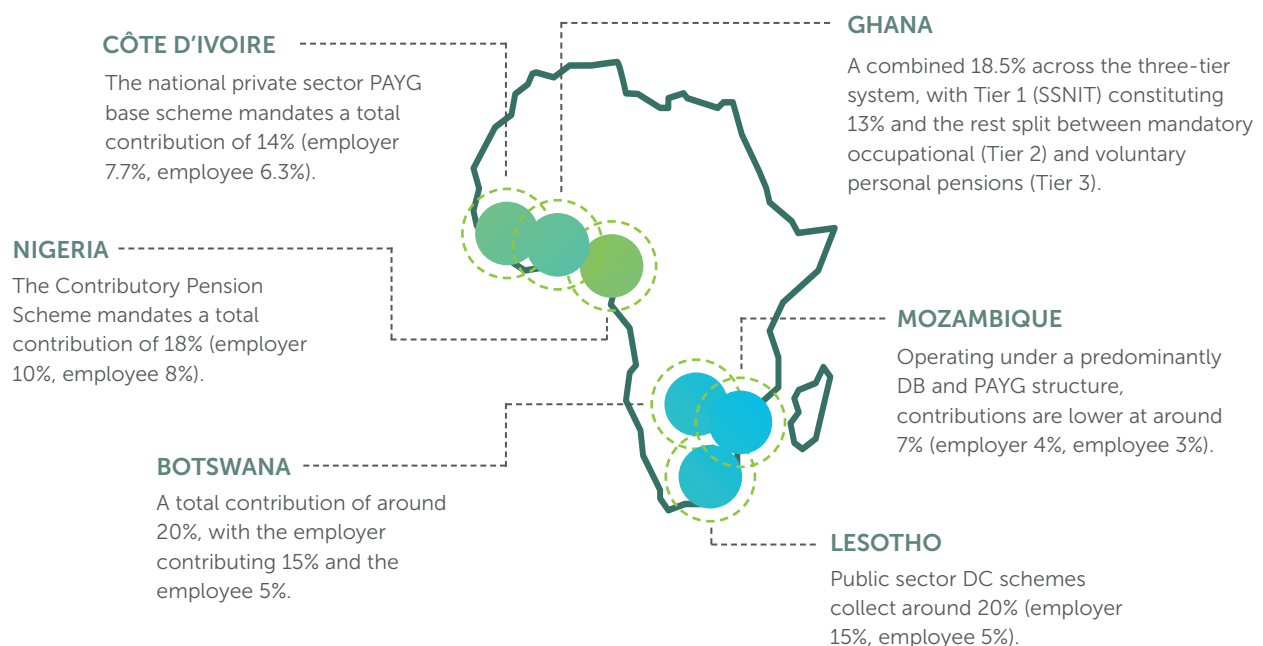 CÔTE D'IVOIRE
The national private sector PAYG
base scheme mandates a total
contribution of 14% (employer
7.7%, employee 6.3%).
GHANA
A combined 18.5% across the three-tier
system, with Tier 1 (SSNIT) constituting
13% and the rest split between mandatory
occupational (Tier 2) and voluntary
personal pensions (Tier 3).
NIGERIA
The Contributory Pension
Scheme mandates a total
contribution of 18% (employer
10%, employee 8%).
MOZAMBIQUE
Operating under a predominantly
DB and PAYG structure,
contributions are lower at around
7% (employer 4%, employee 3%).
BOTSWANA
A total contribution of around
20%, with the employer
contributing 15% and the
employee 5%.
LESOTHO
Public sector DC schemes
collect around 20% (employer
15%, employee 5%).